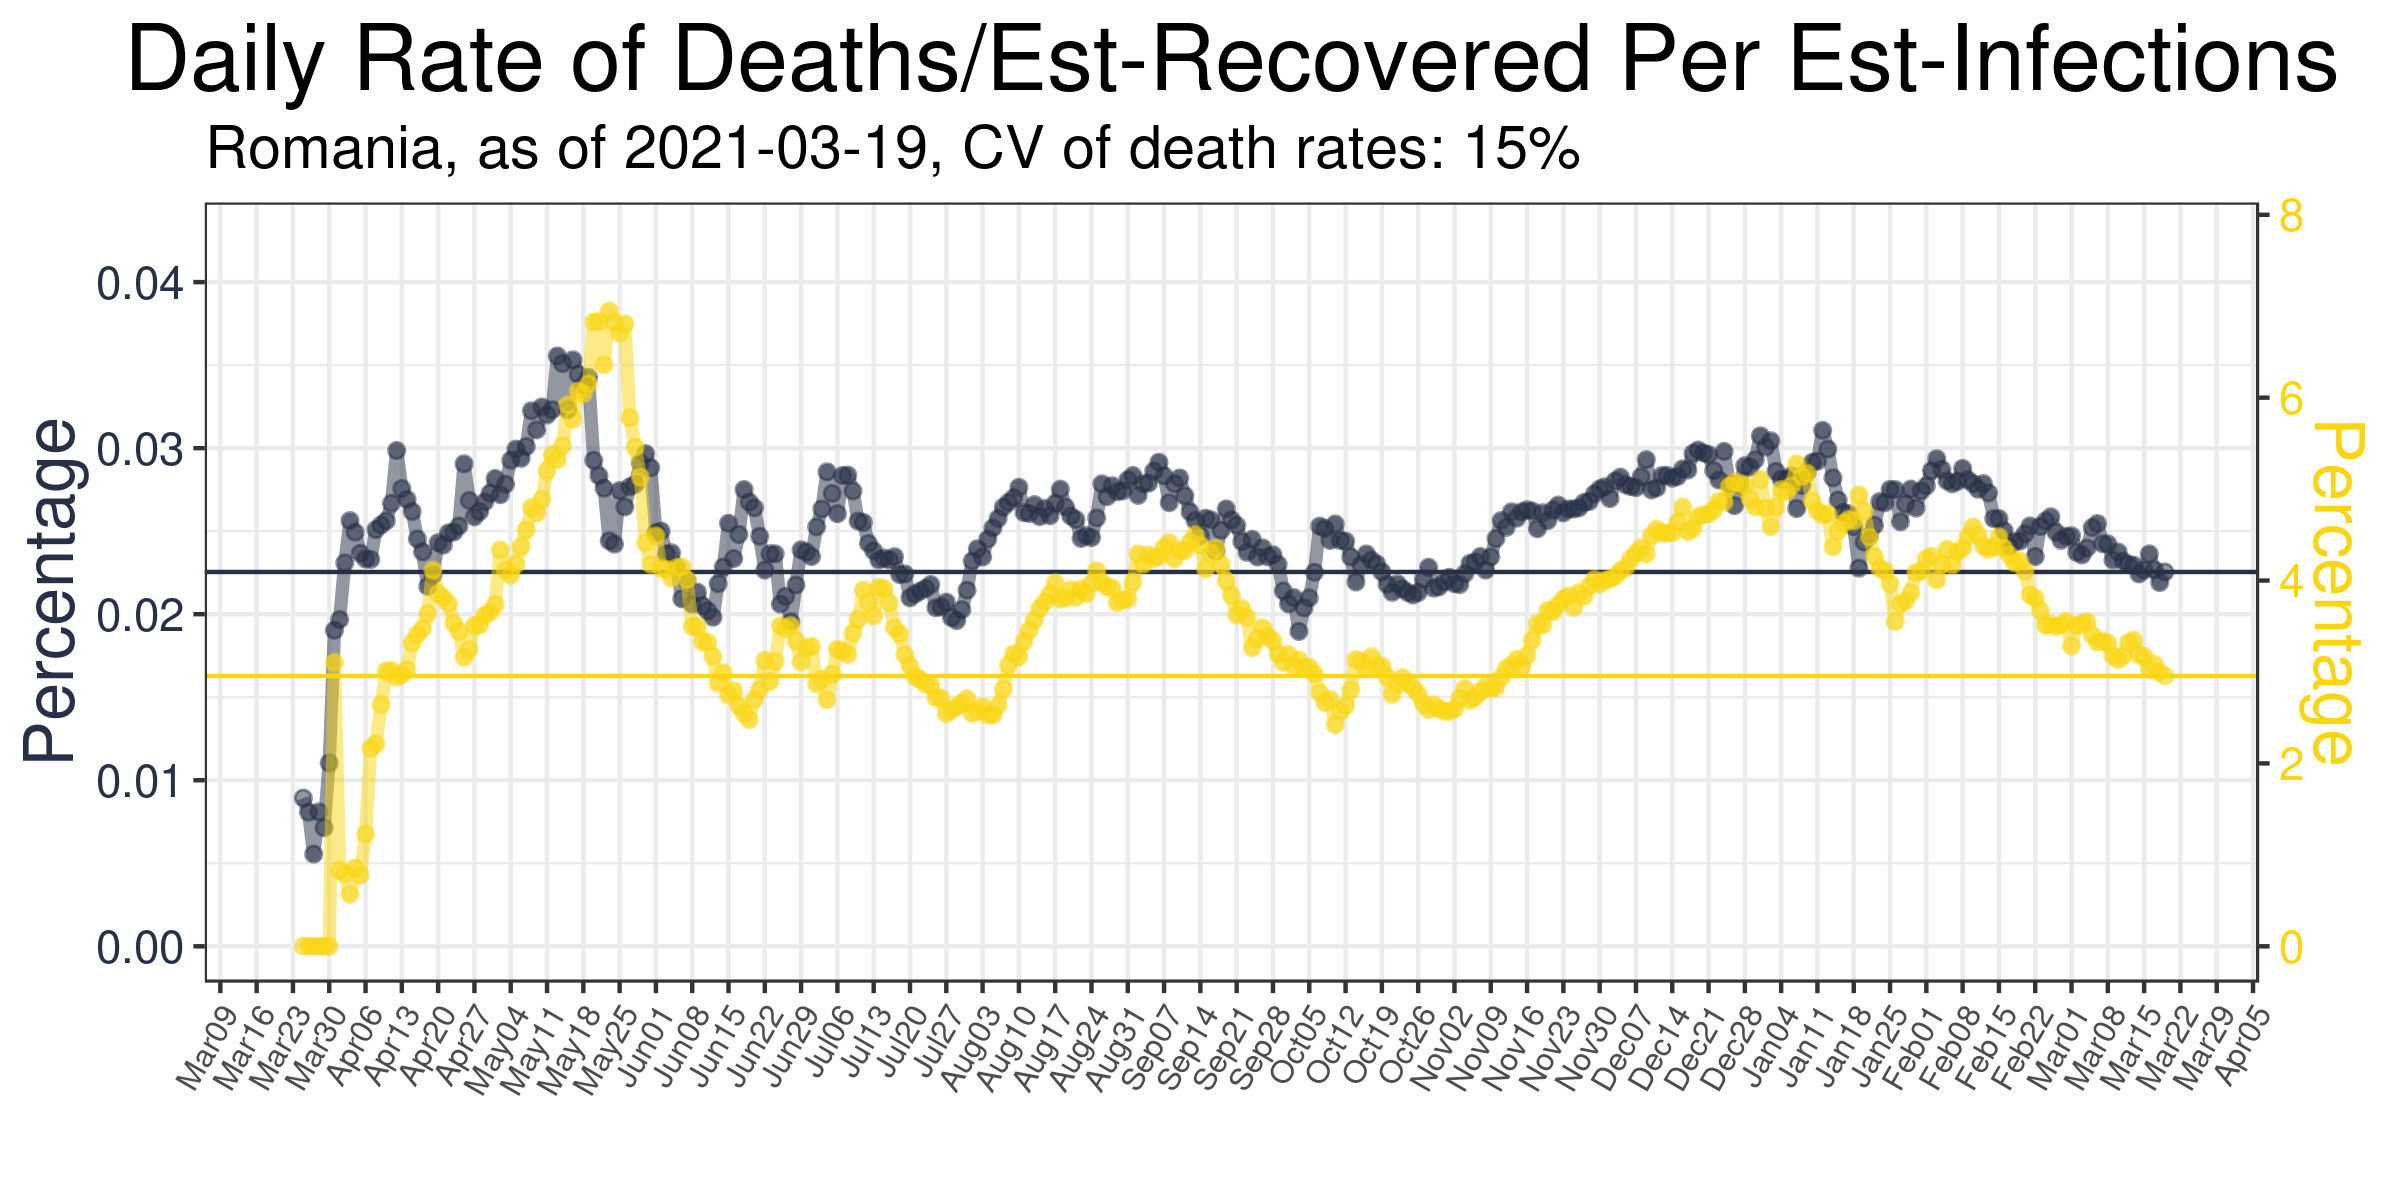 Daily Rate of Deaths/Est-Recovered Per Est-Infections
Romania, as of 2021-03-19, CV of death rates: 15%
Percentage
0.04
0.03
0.02
0.01
0.00
8
6
4
2
0
Percentage
Mar09
Mar16
Mar23
Mar30
Apr06
Apr13
Apr20
Apr27
May04
May11
May18
May25
Jun01
Jun08
Jun15
Jun22
Jun29
Jul06
Jul13
Jul20
Jul27
Aug03
Aug10
Aug17
Aug24
Aug31
Sep07
Sep14
Sep21
Sep28
Oct05
Oct12
Oct19
Oct26
Nov02
Nov09
Nov16
Nov23
Nov30
Dec07
Dec14
Dec21
Dec28
Jan04
Jan11
Jan18
Jan25
Feb01
Feb08
Feb15
Feb22
Mar01
Mar08
Mar15
Mar22
Mar29
Apr05